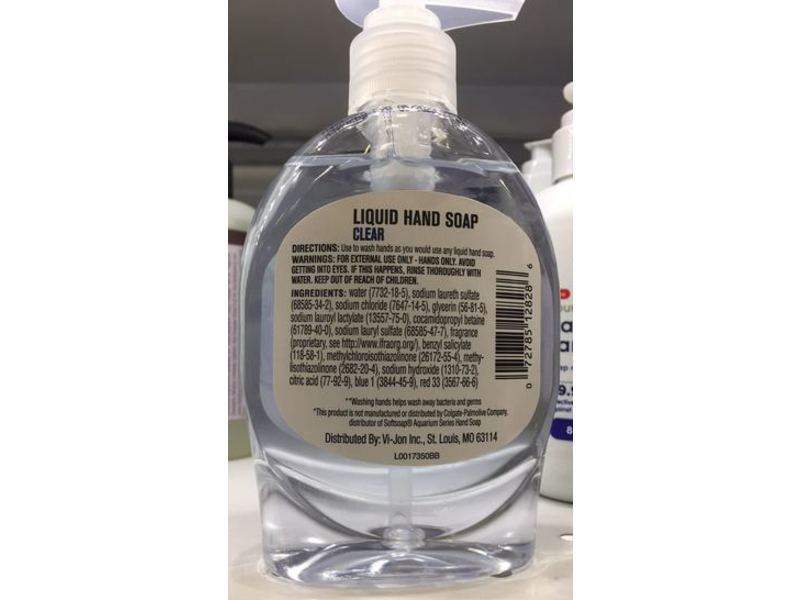 LIQUID HAND SOAP
CLEAR
DIRECTIONS: Use to wash hands as you would use any liquid hand soap.
WARNINGS: FOR EXTERNAL USE ONLY - HANDS ONLY. AVOID
GETTING INTO EYES. IF THIS HAPPENS, RINSE THOROUGHLY WITH
WATER. KEEP OUT OF REACH OF CHILDREN.
INGREDIENTS: water (7732-18-5), sodium laureth sulfate
(68585-34-2), sodium chloride (7647-14-5), glycerin (56-81-5),
sodium lauroyl lactylate (13557-75-0), cocamidopropyl betaine
(61789-40-0), sodium lauryl sulfate (68585-47-7), fragrance
(proprietary, see http://www.ifraorg.org/), benzyl salicylate
(118-58-1), methylchloroisothiazolinone (26172-55-4), methy-
lisothiazolinone (2682-20-4), sodium hydroxide (1310-73-2),
citric acid (77-92-9), blue 1 (3844-45-9), red 33 (3567-66-6)
**Washing hands helps wash away bacteria and germs
*This product is not manufactured or distributed by Colgate-Palmolive Company,
distributor of Softsoap® Aquarium Series Hand Soap
Distributed By: Vi-Jon Inc., St. Louis, MO 63114
L0017350BB
0 72785 12828 6